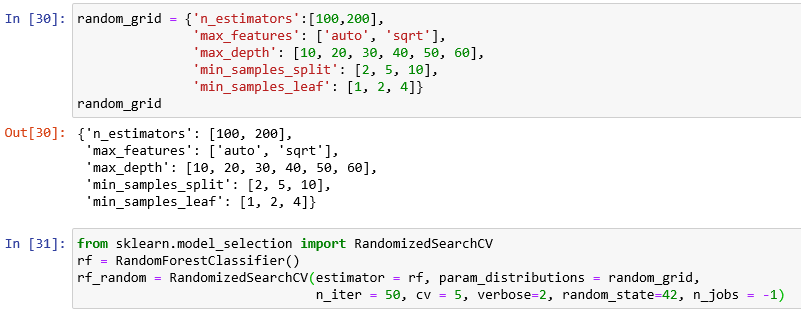 In [30]: random_grid = {'n_estimators':[100,200],
'max_features': ['auto', 'sqrt'],
'max_depth': [10, 20, 30, 40, 50, 60],
'min_samples_split': [2, 5, 10],
'min_samples_leaf': [1, 2, 4]}
random_grid
Out[30]: {'n_estimators': [100, 200],
'max_features': ['auto', 'sqrt'],
'max_depth': [10, 20, 30, 40, 50, 60],
'min_samples_split': [2, 5, 10],
'min_samples_leaf': [1, 2, 4]}
In [31]: from sklearn.model_selection import RandomizedSearchCV
rf = RandomForestClassifier()
rf_random = RandomizedSearchCV(estimator = rf, param_distributions = random_grid,
n_iter = 50, cv = 5, verbose=2, random_state=42, n_jobs = -1)